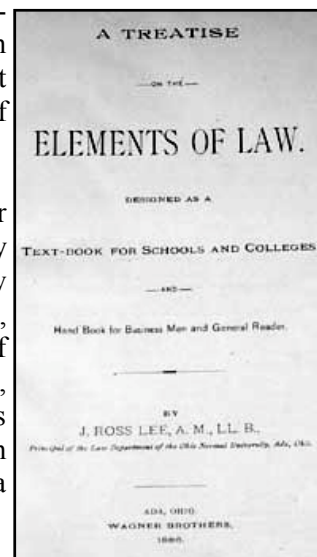 A TREATISE
—ON THE—
ELEMENTS OF LAW.
DESIGNED AS A
TEXT-BOOK FOR SCHOOLS AND COLLEGES
—AND—
Hand Book for Business Men and General Reader.
BY
J. ROSS LEE, A. M., LL. B.,
Principal of the Law Department of the Ohio Normal University, Ada, Ohio.
ADA, OHIO:
WAGNER BROTHERS,